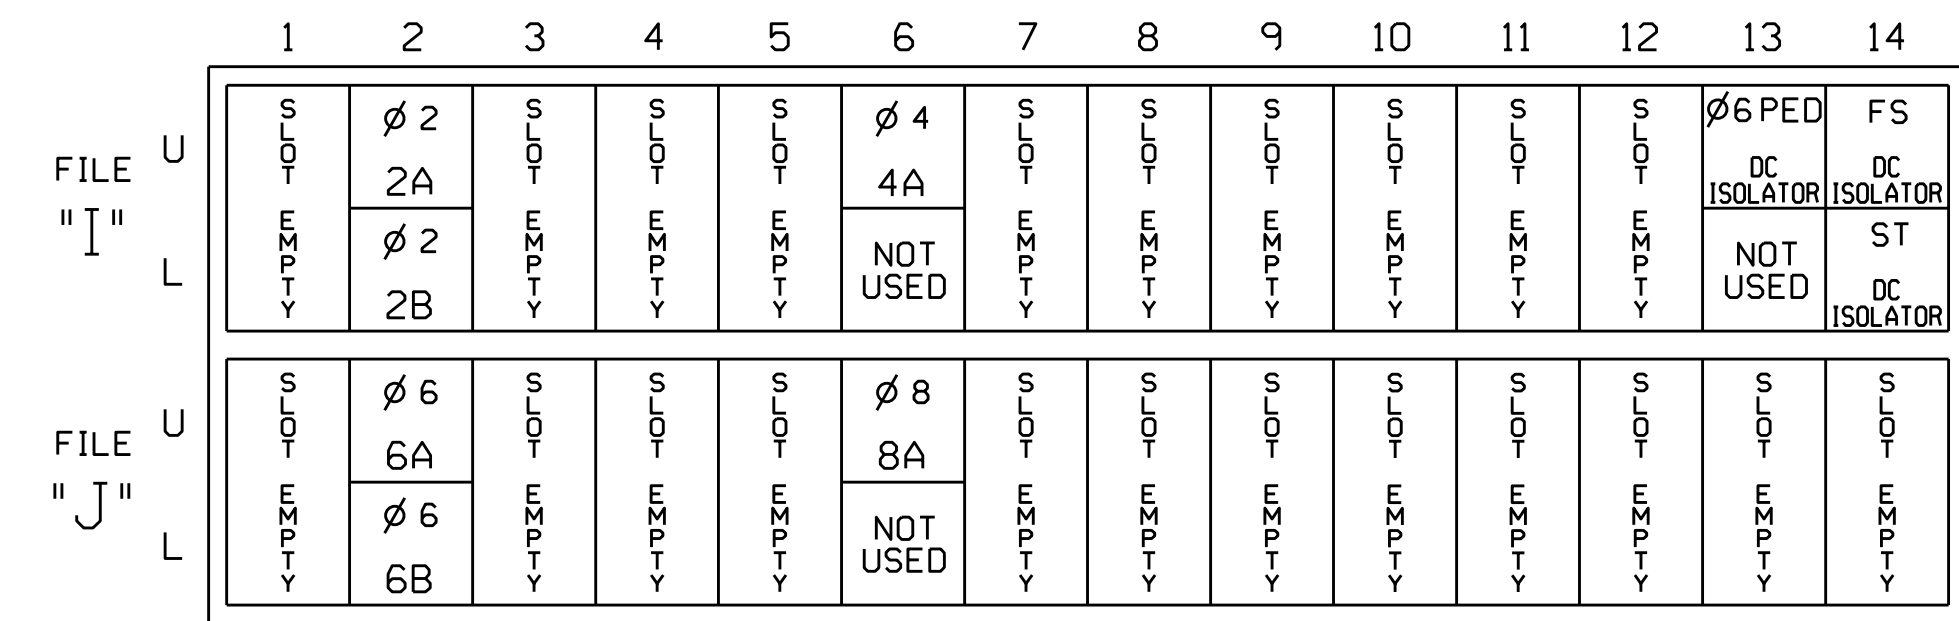 1 2 3 4 5 6 7 8 9 10 11 12 13 14
FILE "I"
U
L
SLOT EMPTY
Ø 2
2A
Ø 2
2B
SLOT EMPTY
SLOT EMPTY
SLOT EMPTY
Ø 4
4A
NOT
USED
SLOT EMPTY
SLOT EMPTY
SLOT EMPTY
SLOT EMPTY
SLOT EMPTY
SLOT EMPTY
Ø6 PED
DC
ISOLATOR
NOT
USED
FS
DC
ISOLATOR
ST
DC
ISOLATOR
FILE "J"
U
L
SLOT EMPTY
Ø 6
6A
Ø 6
6B
SLOT EMPTY
SLOT EMPTY
SLOT EMPTY
Ø 8
8A
NOT
USED
SLOT EMPTY
SLOT EMPTY
SLOT EMPTY
SLOT EMPTY
SLOT EMPTY
SLOT EMPTY
SLOT EMPTY
SLOT EMPTY